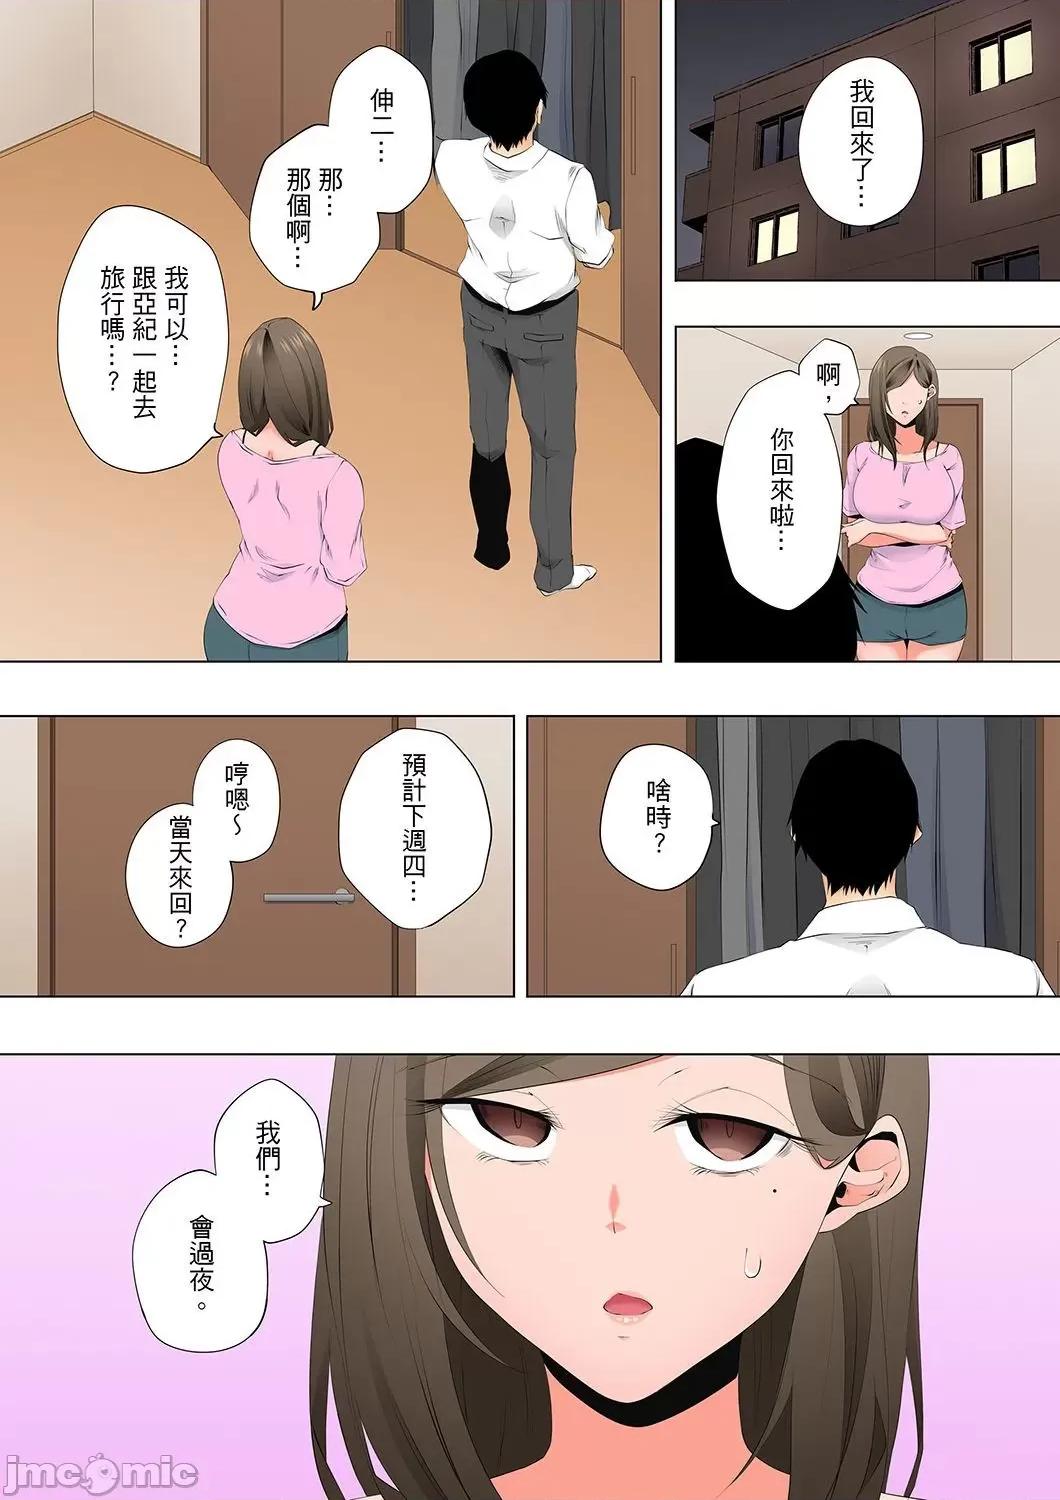 我回來了⋯
啊，
你回來啦⋯
伸二⋯
那⋯
那個啊⋯
我可以⋯
跟亞紀一起去
旅行嗎⋯？
啥時？
預計下週四⋯
哼嗯～
當天來回？
我們⋯
會過夜。
jmcomic